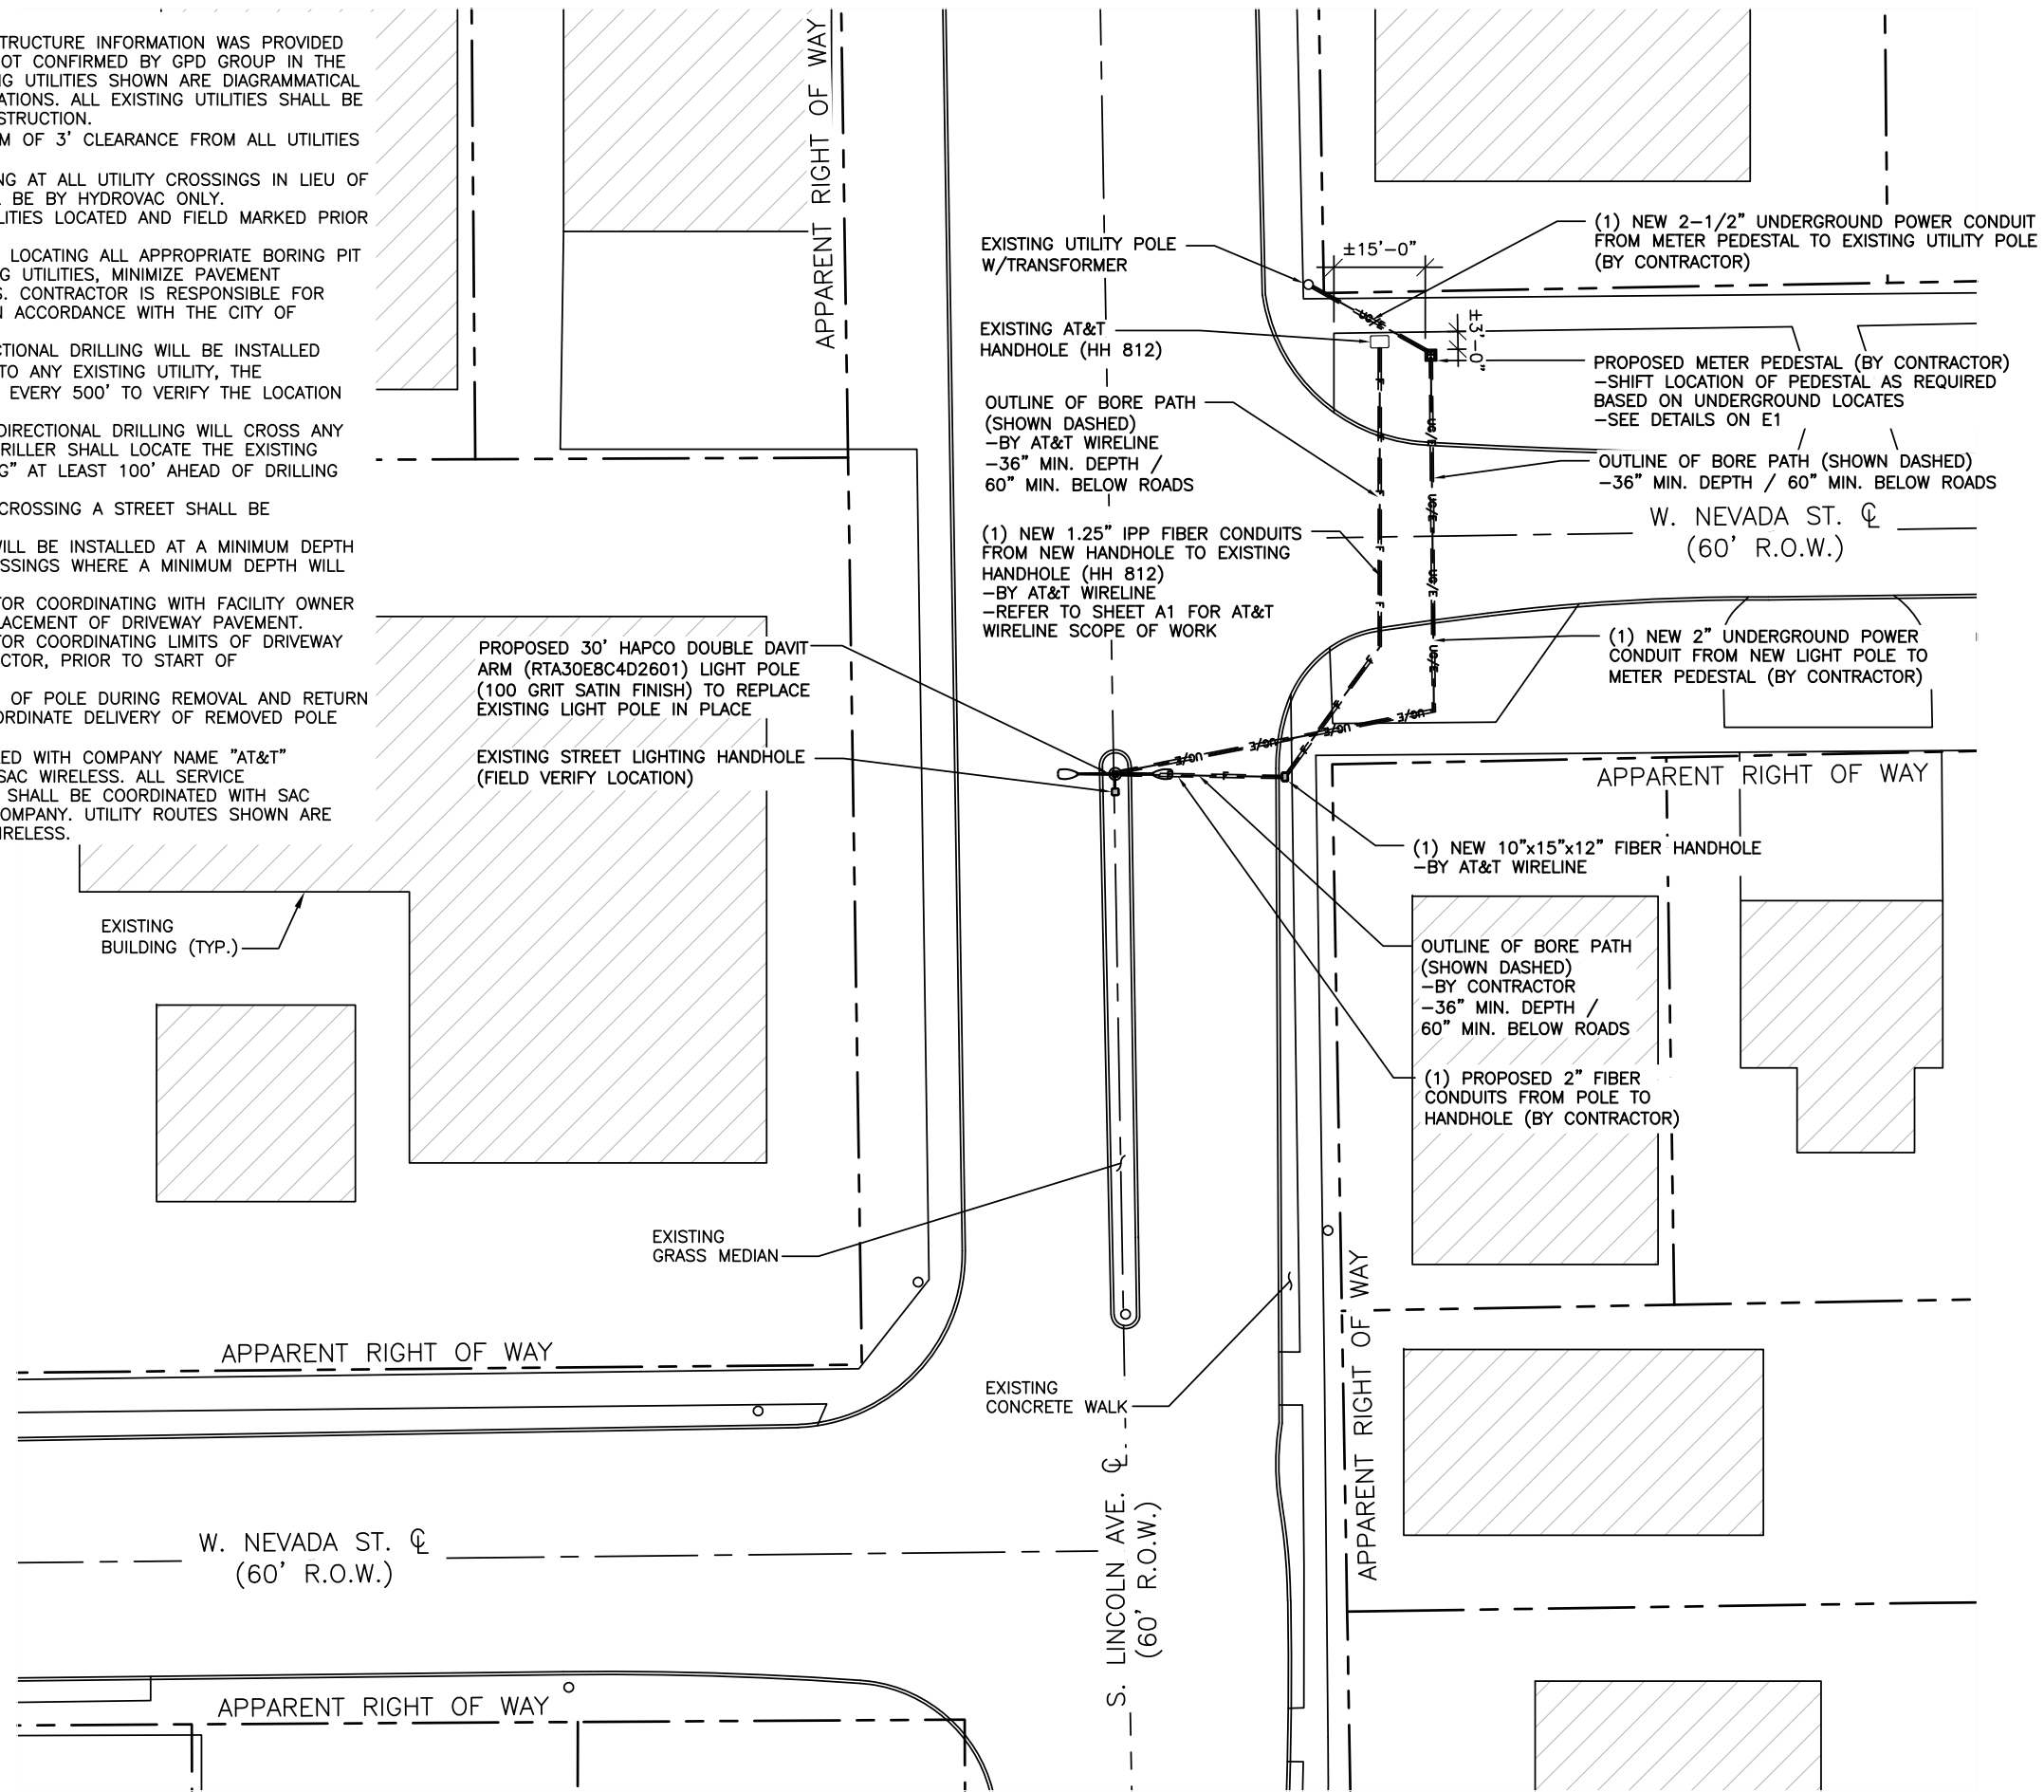 TRUCTURE INFORMATION WAS PROVIDED
OT CONFIRMED BY GPD GROUP IN THE
G UTILITIES SHOWN ARE DIAGRAMMATICAL
ATIONS. ALL EXISTING UTILITIES SHALL BE
STRUCTION.
M OF 3' CLEARANCE FROM ALL UTILITIES
NG AT ALL UTILITY CROSSINGS IN LIEU OF
BE BY HYDROVAC ONLY.
LITIES LOCATED AND FIELD MARKED PRIOR
LOCATING ALL APPROPRIATE BORING PIT
G UTILITIES, MINIMIZE PAVEMENT
S. CONTRACTOR IS RESPONSIBLE FOR
N ACCORDANCE WITH THE CITY OF
CTIONAL DRILLING WILL BE INSTALLED
TO ANY EXISTING UTILITY, THE
EVERY 500' TO VERIFY THE LOCATION
DIRECTIONAL DRILLING WILL CROSS ANY
RILLER SHALL LOCATE THE EXISTING
G" AT LEAST 100' AHEAD OF DRILLING
CROSSING A STREET SHALL BE
WILL BE INSTALLED AT A MINIMUM DEPTH
SSINGS WHERE A MINIMUM DEPTH WILL
FOR COORDINATING WITH FACILITY OWNER
LACEMENT OF DRIVEWAY PAVEMENT.
FOR COORDINATING LIMITS OF DRIVEWAY
CTOR, PRIOR TO START OF
OF POLE DURING REMOVAL AND RETURN
ORDINATE DELIVERY OF REMOVED POLE
ED WITH COMPANY NAME "AT&T"
SAC WIRELESS. ALL SERVICE
SHALL BE COORDINATED WITH SAC
OMPANY. UTILITY ROUTES SHOWN ARE
IRELESS.
APPARENT RIGHT OF WAY
EXISTING UTILITY POLE
W/TRANSFORMER
±15'-0"
(1) NEW 2-1/2" UNDERGROUND POWER CONDUIT
FROM METER PEDESTAL TO EXISTING UTILITY POLE
(BY CONTRACTOR)
UG/E
±3'-0"
EXISTING AT&T
HANDHOLE (HH 812)
PROPOSED METER PEDESTAL (BY CONTRACTOR)
-SHIFT LOCATION OF PEDESTAL AS REQUIRED
BASED ON UNDERGROUND LOCATES
-SEE DETAILS ON E1
OUTLINE OF BORE PATH
(SHOWN DASHED)
-BY AT&T WIRELINE
-36" MIN. DEPTH /
60" MIN. BELOW ROADS
F
UG/E
OUTLINE OF BORE PATH (SHOWN DASHED)
-36" MIN. DEPTH / 60" MIN. BELOW ROADS
F
UG/E
W. NEVADA ST. ℄
(60' R.O.W.)
(1) NEW 1.25" IPP FIBER CONDUITS
FROM NEW HANDHOLE TO EXISTING
HANDHOLE (HH 812)
-BY AT&T WIRELINE
-REFER TO SHEET A1 FOR AT&T
WIRELINE SCOPE OF WORK
F
UG/E
F
(1) NEW 2" UNDERGROUND POWER
CONDUIT FROM NEW LIGHT POLE TO
METER PEDESTAL (BY CONTRACTOR)
PROPOSED 30' HAPCO DOUBLE DAVIT
ARM (RTA30E8C4D2601) LIGHT POLE
(100 GRIT SATIN FINISH) TO REPLACE
EXISTING LIGHT POLE IN PLACE
F
UG/E
F
UG/E
UG/E
UG/E
UG/E
F
F
EXISTING STREET LIGHTING HANDHOLE
(FIELD VERIFY LOCATION)
APPARENT RIGHT OF WAY
(1) NEW 10"x15"x12" FIBER HANDHOLE
-BY AT&T WIRELINE
EXISTING
BUILDING (TYP.)
OUTLINE OF BORE PATH
(SHOWN DASHED)
-BY CONTRACTOR
-36" MIN. DEPTH /
60" MIN. BELOW ROADS
(1) PROPOSED 2" FIBER
CONDUITS FROM POLE TO
HANDHOLE (BY CONTRACTOR)
EXISTING
GRASS MEDIAN
APPARENT RIGHT OF WAY
APPARENT RIGHT OF WAY
EXISTING
CONCRETE WALK
W. NEVADA ST. ℄
(60' R.O.W.)
S. LINCOLN AVE. ℄
(60' R.O.W.)
APPARENT RIGHT OF WAY